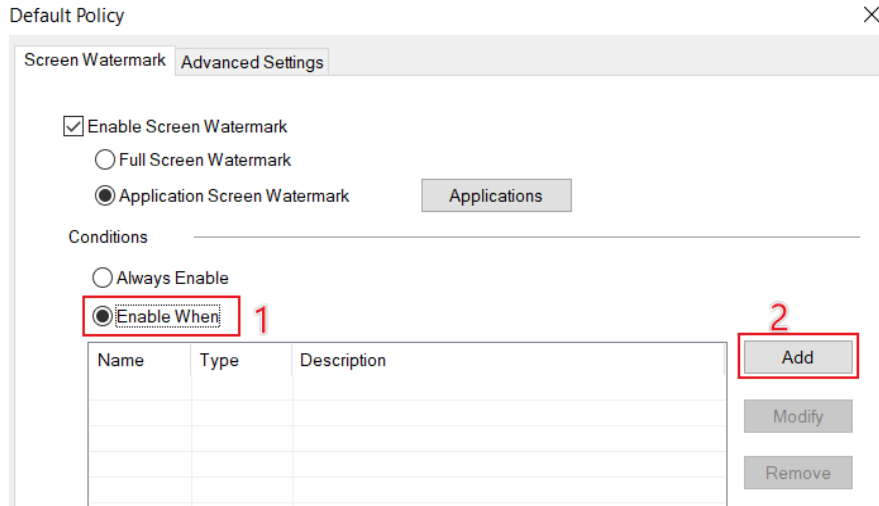 Default Policy
Screen Watermark Advanced Settings
Enable Screen Watermark
Full Screen Watermark
Application Screen Watermark Applications
Conditions
Always Enable
Enable When 1
2
Name Type Description Add
Modify
Remove